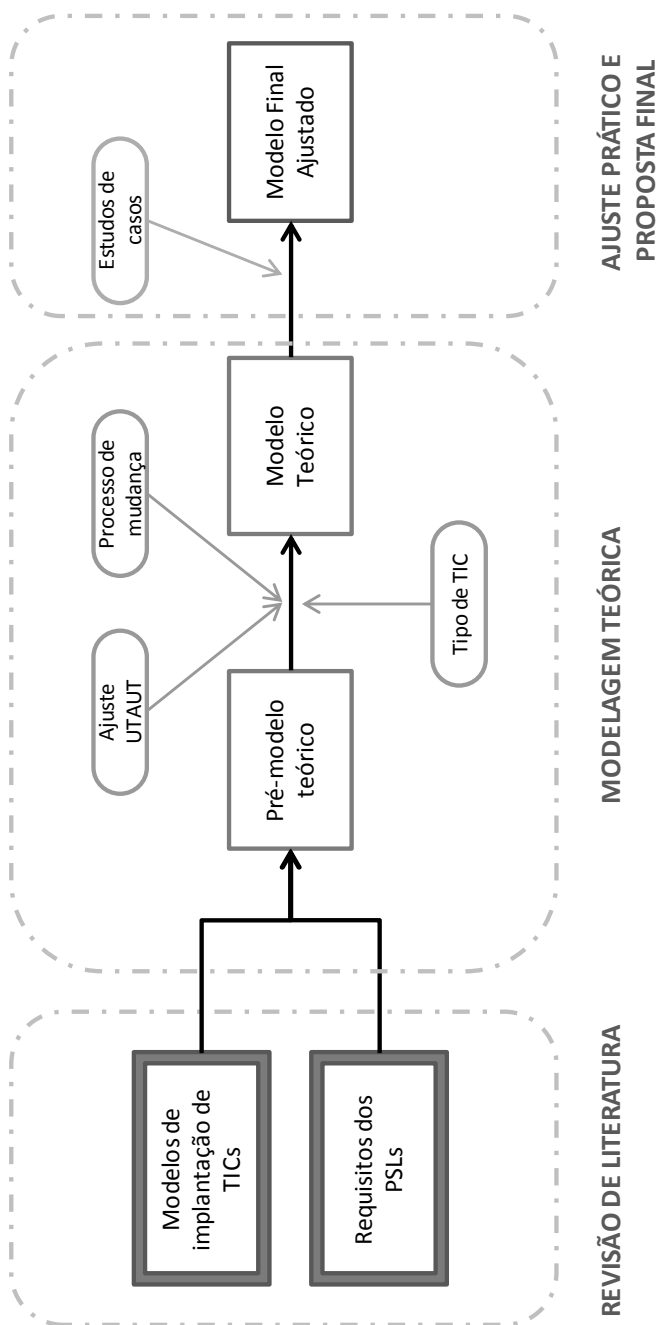 Modelos de
implantação de
TICs
Requisitos dos
PSLs
REVISÃO DE LITERATURA
Ajuste
UTAUT
Processo de
mudança
Pré-modelo
teórico
Modelo
Teórico
Tipo de TIC
MODELAGEM TEÓRICA
Estudos de
casos
Modelo Final
Ajustado
AJUSTE PRÁTICO E
PROPOSTA FINAL